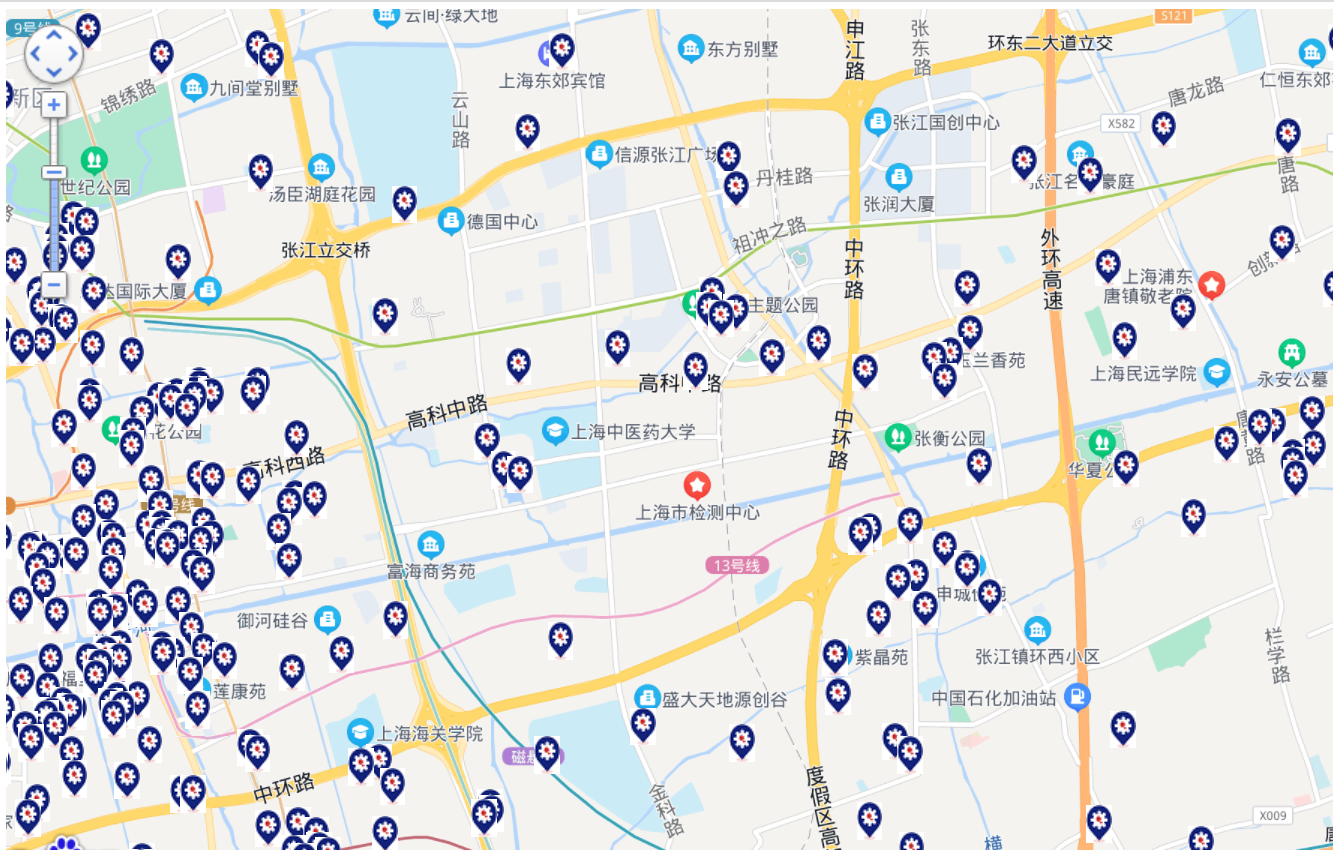 9号线
云间·绿大地
S121
申江路
张东路
环东二大道立交
东方别墅
上海东郊宾馆
仁恒东郊
九间堂别墅
锦绣路
新区
云山路
唐龙路
X582
张江国创中心
信源张江广场
世纪公园
汤臣湖庭花园
丹桂路
张江名
豪庭
唐
路
张润大厦
德国中心
祖冲之路
张江立交桥
中环路
外环高速
上海浦东
唐镇敬老院
达国际大厦
主题公园
玉兰香苑
上海民远学院
永安公墓
高科
路
高科中路
花公园
上海中医药大学
中环路
张衡公园
华夏公
高科西路
号线
上海市检测中心
13号线
富海商务苑
御河硅谷
申城
苑
紫晶苑
张江镇环西小区
栏学路
莲康苑
盛大天地源创谷
中国石化加油站
上海海关学院
磁悬
中环路
金科路
度假区高
X009
横